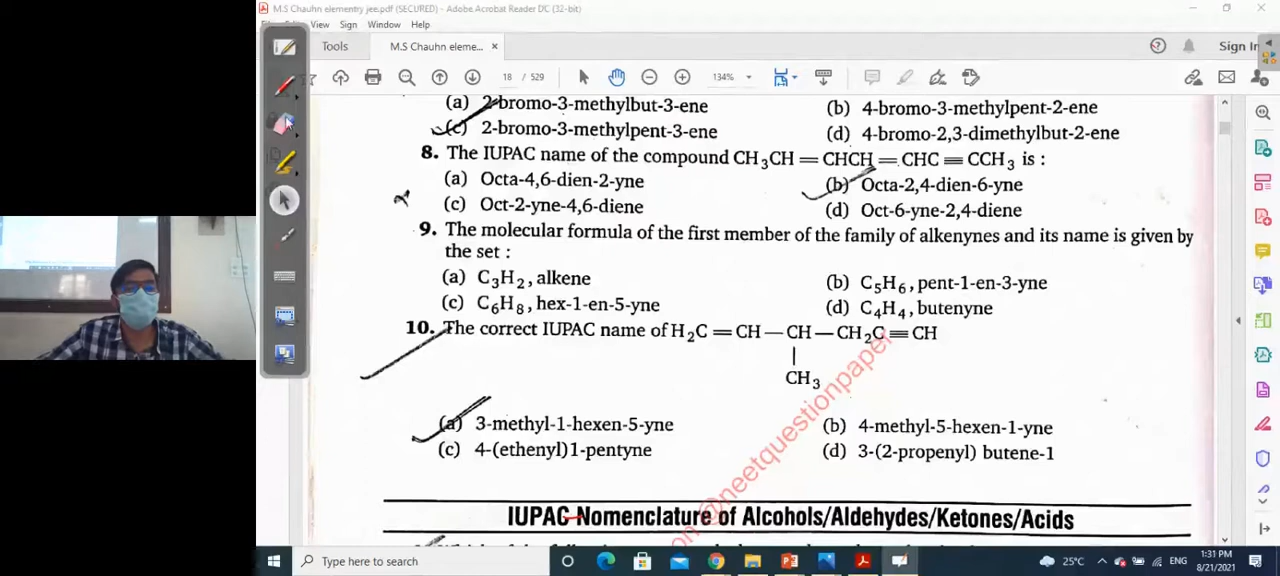 M.S Chauhn elementry jee.pdf (SECURED) - Adobe Acrobat Reader DC (32-bit)
View Sign Window Help
Tools M.S Chauhn eleme... × Sign In
18 / 529 134%
(a) 2-bromo-3-methylbut-3-ene (b) 4-bromo-3-methylpent-2-ene
(c) 2-bromo-3-methylpent-3-ene (d) 4-bromo-2,3-dimethylbut-2-ene
8. The IUPAC name of the compound CH₃CH = CHCH = CHC ≡ CCH₃ is :
(a) Octa-4,6-dien-2-yne (b) Octa-2,4-dien-6-yne
(c) Oct-2-yne-4,6-diene (d) Oct-6-yne-2,4-diene
9. The molecular formula of the first member of the family of alkenynes and its name is given by
the set :
(a) C₃H₂, alkene (b) C₅H₆, pent-1-en-3-yne
(c) C₆H₈, hex-1-en-5-yne (d) C₄H₄, butenyne
10. The correct IUPAC name of H₂C = CH — CH — CH₂C ≡ CH
|
CH₃
(a) 3-methyl-1-hexen-5-yne (b) 4-methyl-5-hexen-1-yne
(c) 4-(ethenyl)1-pentyne (d) 3-(2-propenyl) butene-1
@neetquestionpaper
IUPAC Nomenclature of Alcohols/Aldehydes/Ketones/Acids
Type here to search 25°C ENG 1:31 PM
8/21/2021